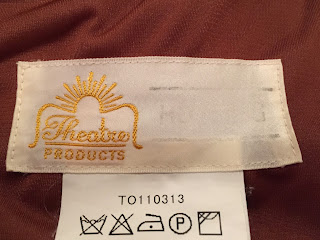 Theatre
PRODUCTS
TO110313
P